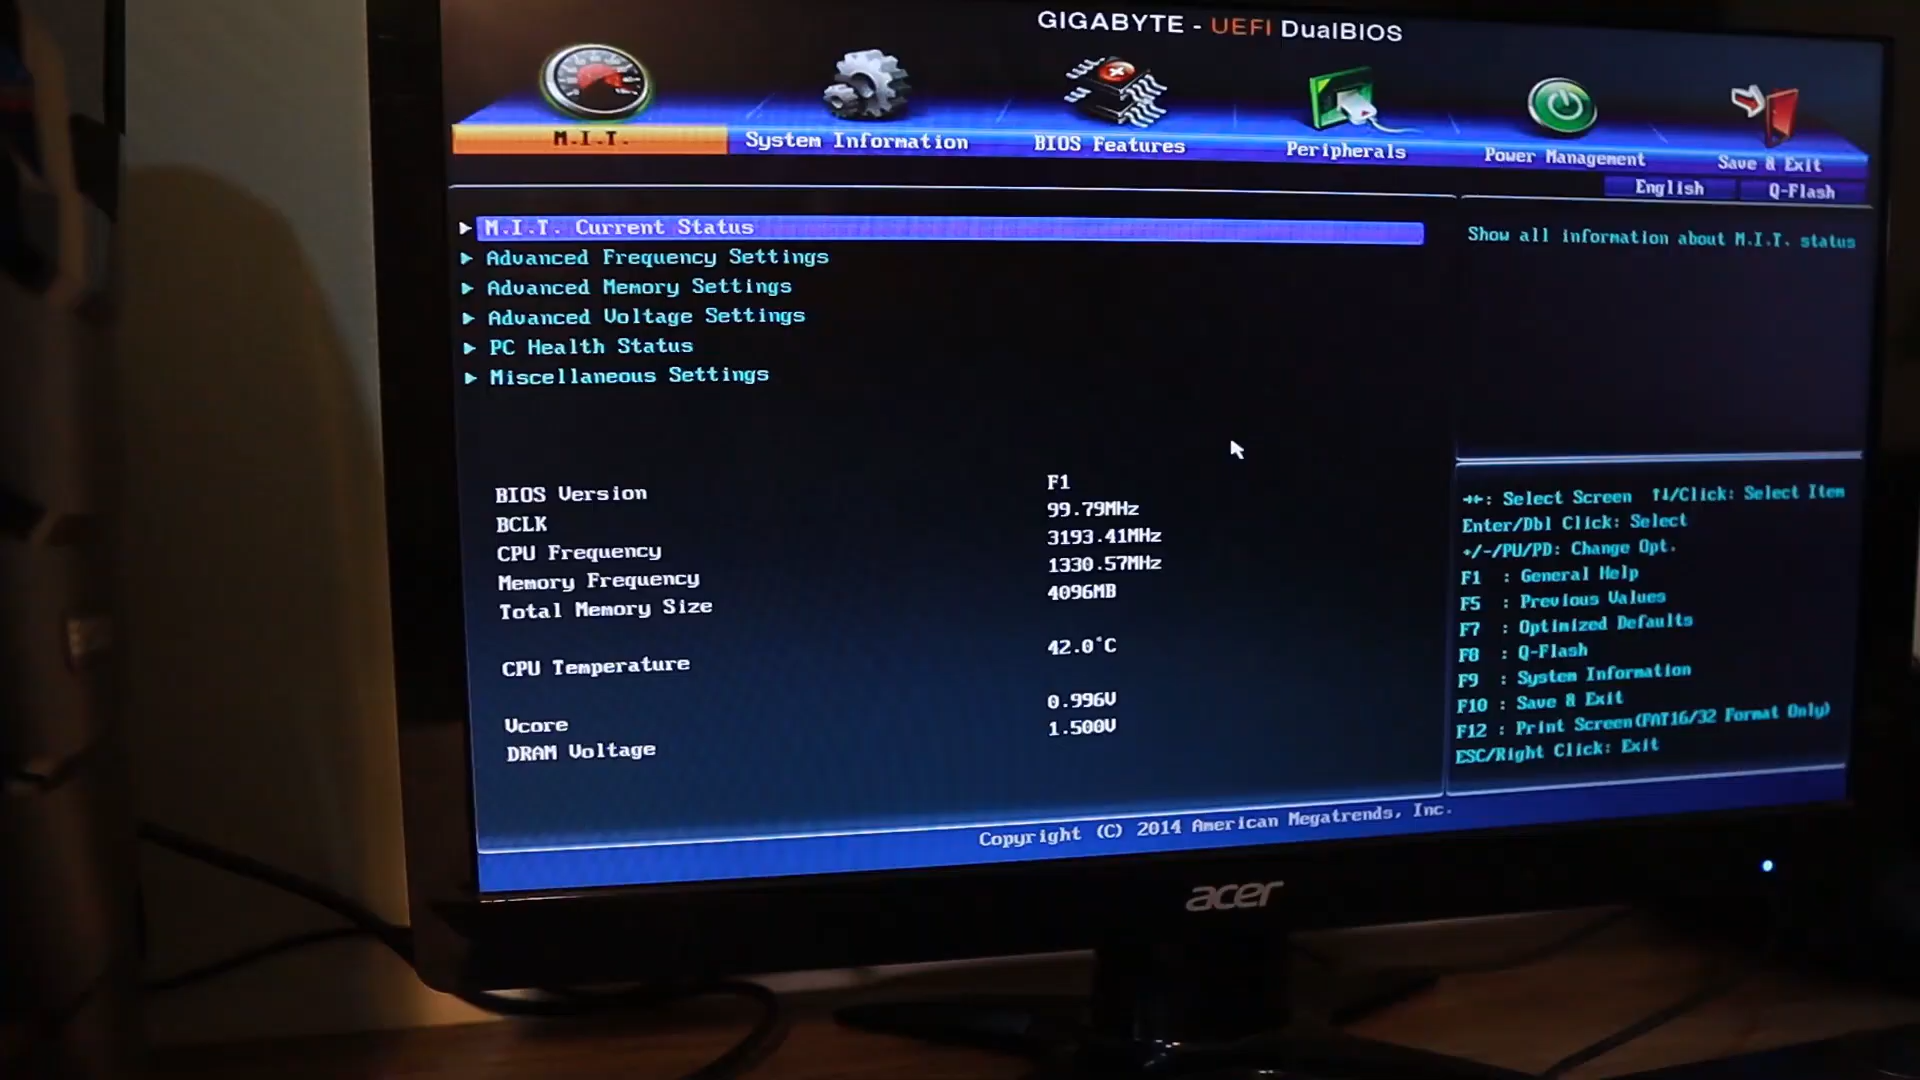 GIGABYTE - UEFI DualBIOS
M.I.T. System Information BIOS Features Peripherals Power Management Save & Exit
English Q-Flash
M.I.T. Current Status
Advanced Frequency Settings
Advanced Memory Settings
Advanced Voltage Settings
PC Health Status
Miscellaneous Settings
Show all information about M.I.T. status
BIOS Version F1
BCLK 99.79MHz
CPU Frequency 3193.41MHz
Memory Frequency 1330.57MHz
Total Memory Size 4096MB
CPU Temperature 42.0°C
Vcore 0.996V
DRAM Voltage 1.500V
→←: Select Screen ↑↓/Click: Select Item
Enter/Dbl Click: Select
+/-/PU/PD: Change Opt.
F1 : General Help
F5 : Previous Values
F7 : Optimized Defaults
F8 : Q-Flash
F9 : System Information
F10 : Save & Exit
F12 : Print Screen(FAT16/32 Format Only)
ESC/Right Click: Exit
Copyright (C) 2014 American Megatrends, Inc.
acer